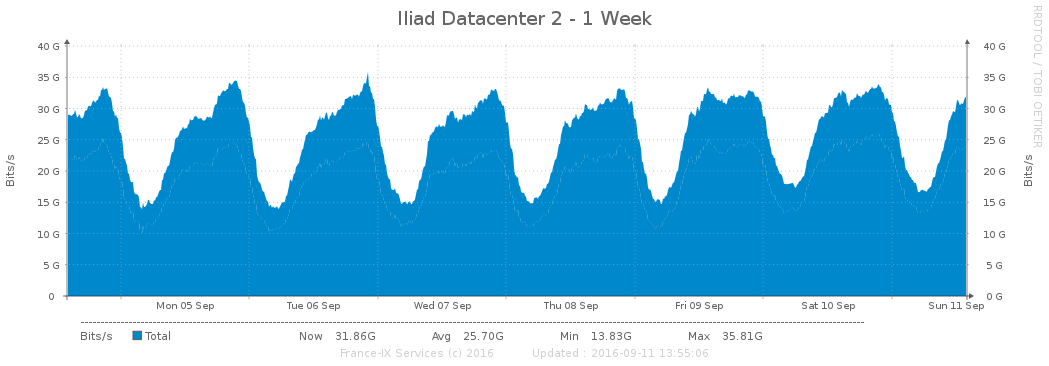 Iliad Datacenter 2 - 1 Week
RRDTOOL / TOBI OETIKER
Bits/s
40 G
35 G
30 G
25 G
20 G
15 G
10 G
5 G
0
40 G
35 G
30 G
25 G
20 G
15 G
10 G
5 G
0 G
Bits/s
Mon 05 Sep Tue 06 Sep Wed 07 Sep Thu 08 Sep Fri 09 Sep Sat 10 Sep Sun 11 Sep
Bits/s Total Now 31.86G Avg 25.70G Min 13.83G Max 35.81G
France-IX Services (c) 2016 Updated : 2016-09-11 13:55:06